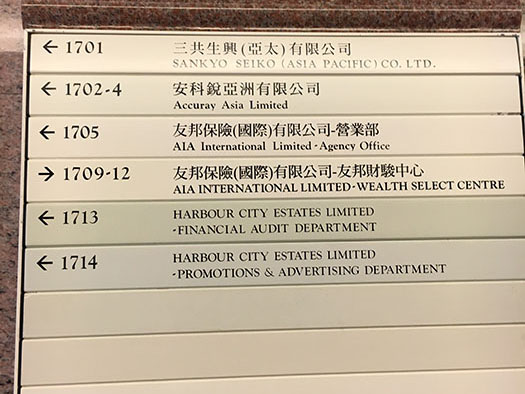 ← 1701 三共生興(亞太)有限公司
SANKYO SEIKO (ASIA PACIFIC) CO. LTD.
← 1702-4 安科銳亞洲有限公司
Accuray Asia Limited
← 1705 友邦保險(國際)有限公司-營業部
AIA International Limited-Agency Office
→ 1709-12 友邦保險(國際)有限公司-友邦財駿中心
AIA INTERNATIONAL LIMITED-WEALTH SELECT CENTRE
← 1713 HARBOUR CITY ESTATES LIMITED
-FINANCIAL AUDIT DEPARTMENT
← 1714 HARBOUR CITY ESTATES LIMITED
-PROMOTIONS & ADVERTISING DEPARTMENT